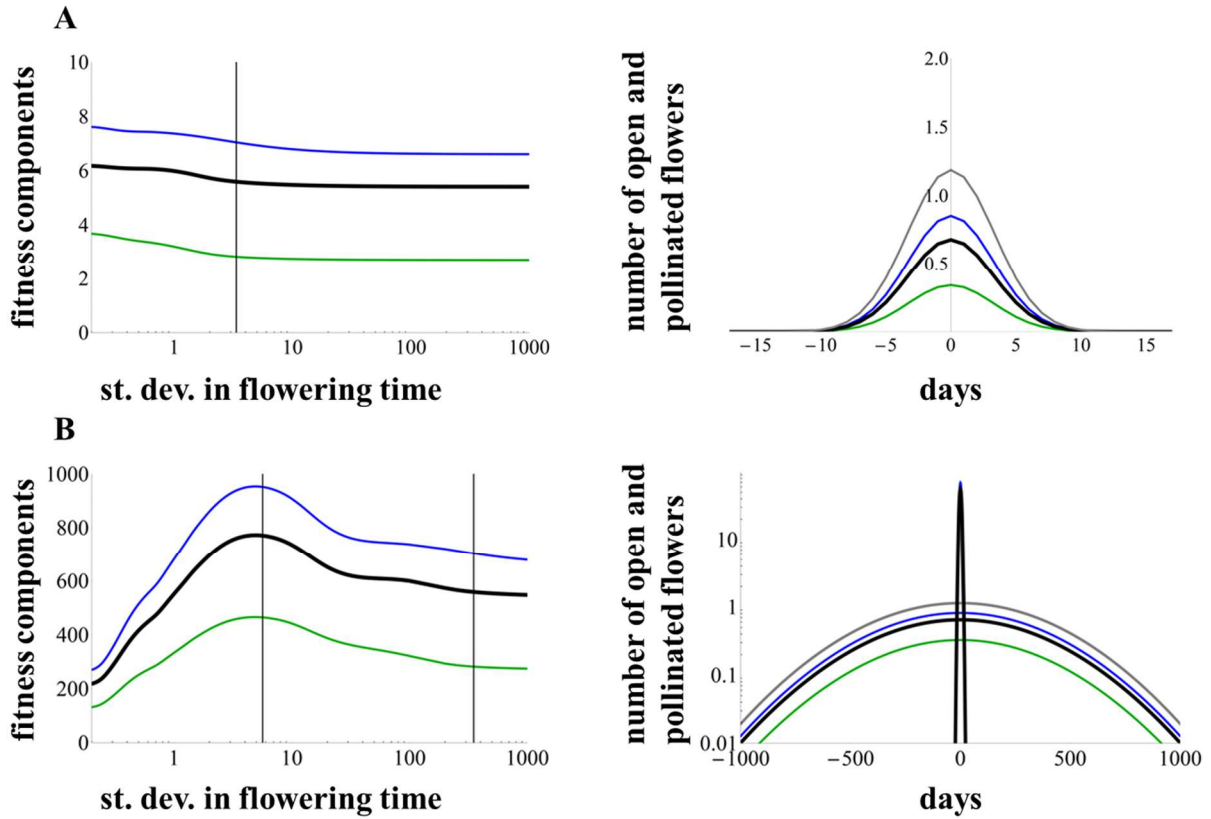 A
fitness components
10
8
6
4
2
0
1 10 100 1000
st. dev. in flowering time
number of open and
pollinated flowers
2.0
1.5
1.0
0.5
−15 −10 −5 0 5 10 15
days
B
fitness components
1000
800
600
400
200
0
1 10 100 1000
st. dev. in flowering time
number of open and
pollinated flowers
10
1
0.1
0.01
−1000 −500 0 500 1000
days